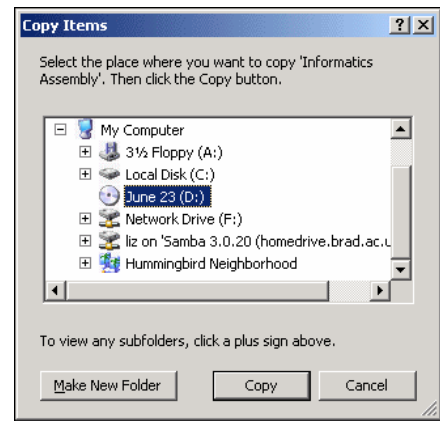 Copy Items
Select the place where you want to copy 'Informatics
Assembly'. Then click the Copy button.
My Computer
3½ Floppy (A:)
Local Disk (C:)
June 23 (D:)
Network Drive (F:)
liz on 'Samba 3.0.20 (homedrive.brad.ac.u
Hummingbird Neighborhood
To view any subfolders, click a plus sign above.
Make New Folder Copy Cancel